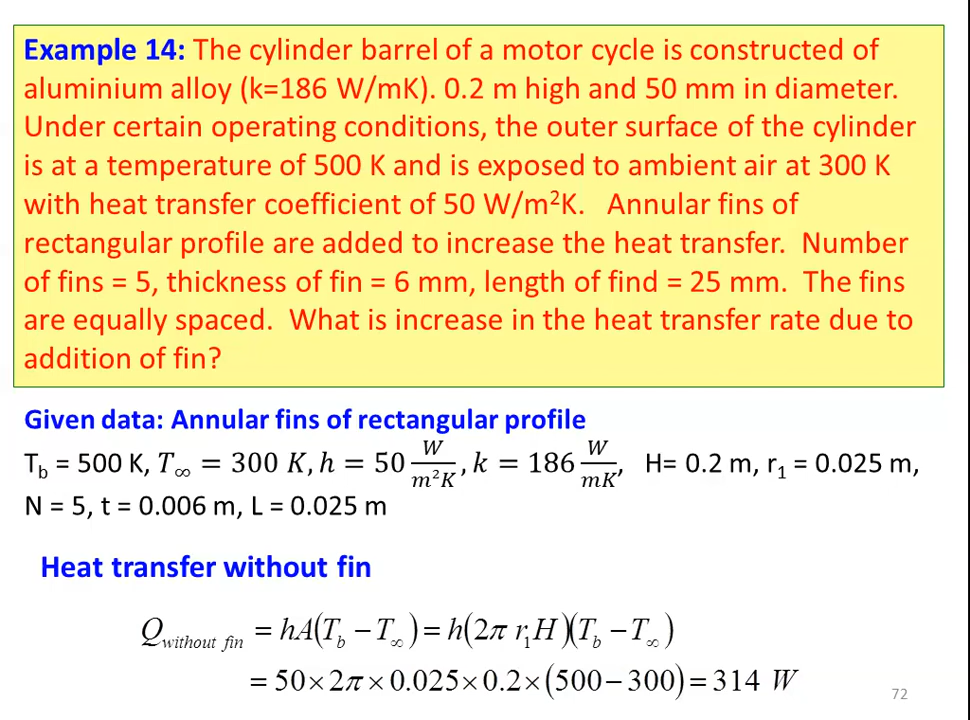 Example 14: The cylinder barrel of a motor cycle is constructed of
aluminium alloy (k=186 W/mK). 0.2 m high and 50 mm in diameter.
Under certain operating conditions, the outer surface of the cylinder
is at a temperature of 500 K and is exposed to ambient air at 300 K
with heat transfer coefficient of 50 W/m²K. Annular fins of
rectangular profile are added to increase the heat transfer. Number
of fins = 5, thickness of fin = 6 mm, length of find = 25 mm. The fins
are equally spaced. What is increase in the heat transfer rate due to
addition of fin?
Given data: Annular fins of rectangular profile
T_b = 500 K, T_∞ = 300 K, h = 50 W/m²K, k = 186 W/mK, H= 0.2 m, r₁ = 0.025 m,
N = 5, t = 0.006 m, L = 0.025 m
Heat transfer without fin
Q_without fin = hA(T_b − T_∞) = h(2π r₁H)(T_b − T_∞)
= 50×2π×0.025×0.2×(500−300) = 314 W
72